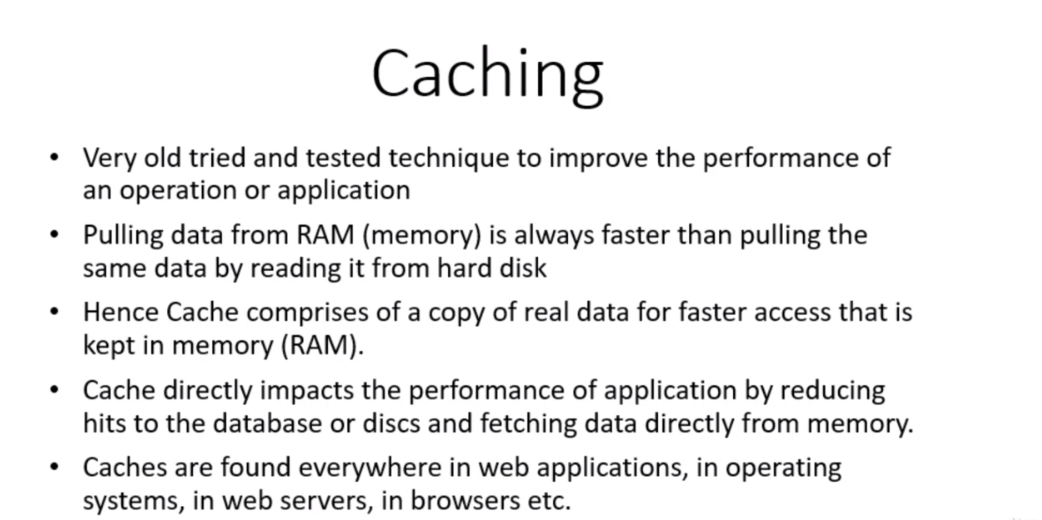 Caching
• Very old tried and tested technique to improve the performance of
an operation or application
• Pulling data from RAM (memory) is always faster than pulling the
same data by reading it from hard disk
• Hence Cache comprises of a copy of real data for faster access that is
kept in memory (RAM).
• Cache directly impacts the performance of application by reducing
hits to the database or discs and fetching data directly from memory.
• Caches are found everywhere in web applications, in operating
systems, in web servers, in browsers etc.